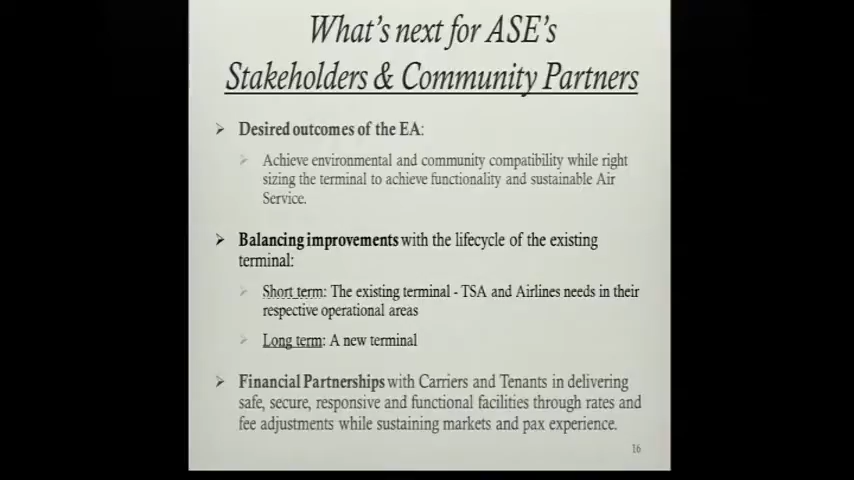 What's next for ASE's
Stakeholders & Community Partners
Desired outcomes of the EA:
Achieve environmental and community compatibility while right
sizing the terminal to achieve functionality and sustainable Air
Service.
Balancing improvements with the lifecycle of the existing
terminal:
Short term: The existing terminal - TSA and Airlines needs in their
respective operational areas
Long term: A new terminal
Financial Partnerships with Carriers and Tenants in delivering
safe, secure, responsive and functional facilities through rates and
fee adjustments while sustaining markets and pax experience.
16